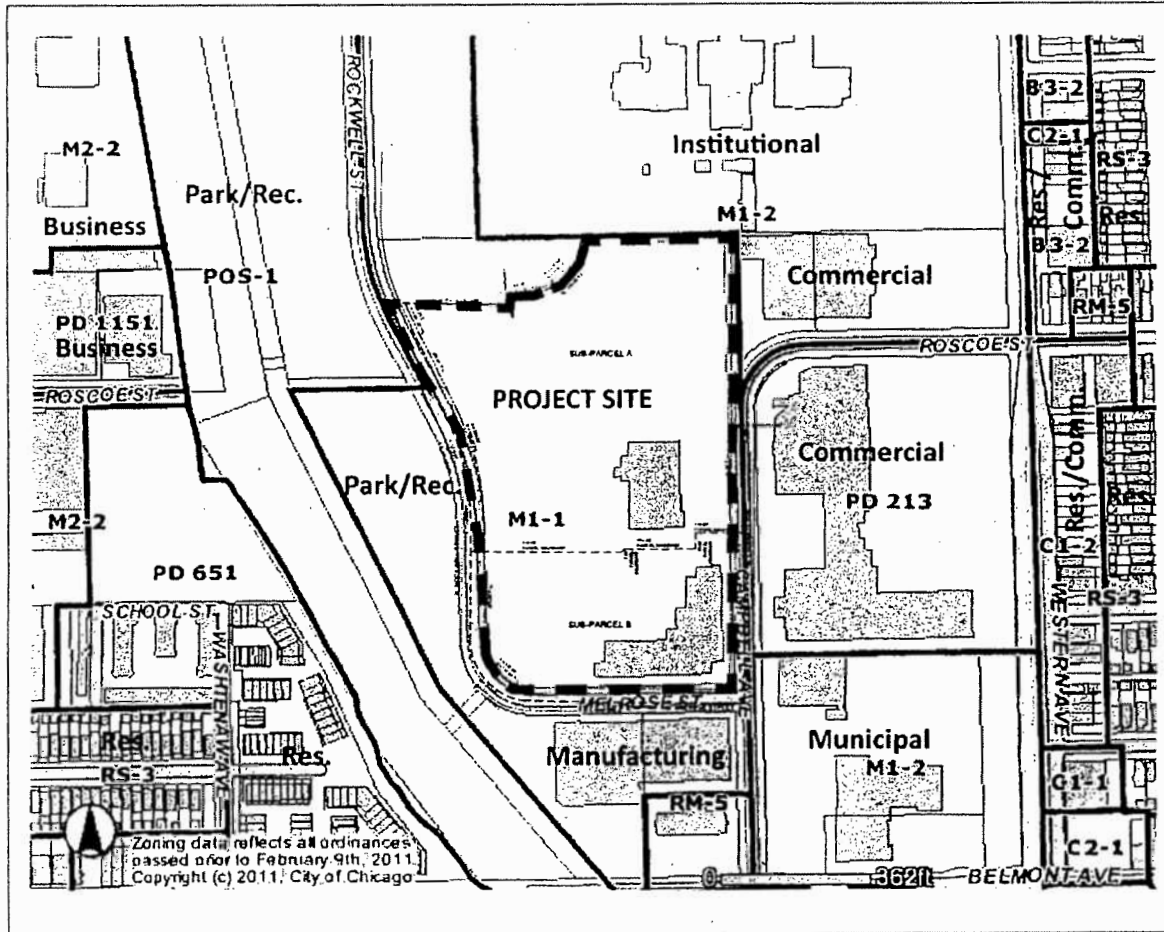 ROCKWELL ST
B3-2
C2-1
RS-3
Institutional
M2-2
Park/Rec.
Res./
Comm.
Res.
M1-2
Business
B3-2
POS-1
Commercial
RM-5
PD 1151
Business
ROSCOE ST
SUB-PARCEL A
ROSCOE ST
PROJECT SITE
Res./Comm.
Res.
Commercial
Park/Rec.
PD 213
M1-1
M2-2
C1-2
PD 651
RS-3
SCHOOL ST
SUB-PARCEL B
WESTERN AVE
MELROSE ST
Res.
Res.
Manufacturing
Municipal
RS-3
M1-2
RM-5
Zoning data reflects all ordinances
passed prior to February 9th, 2011.
Copyright (c) 2011, City of Chicago
C2-1
0
362ft
BELMONT AVE